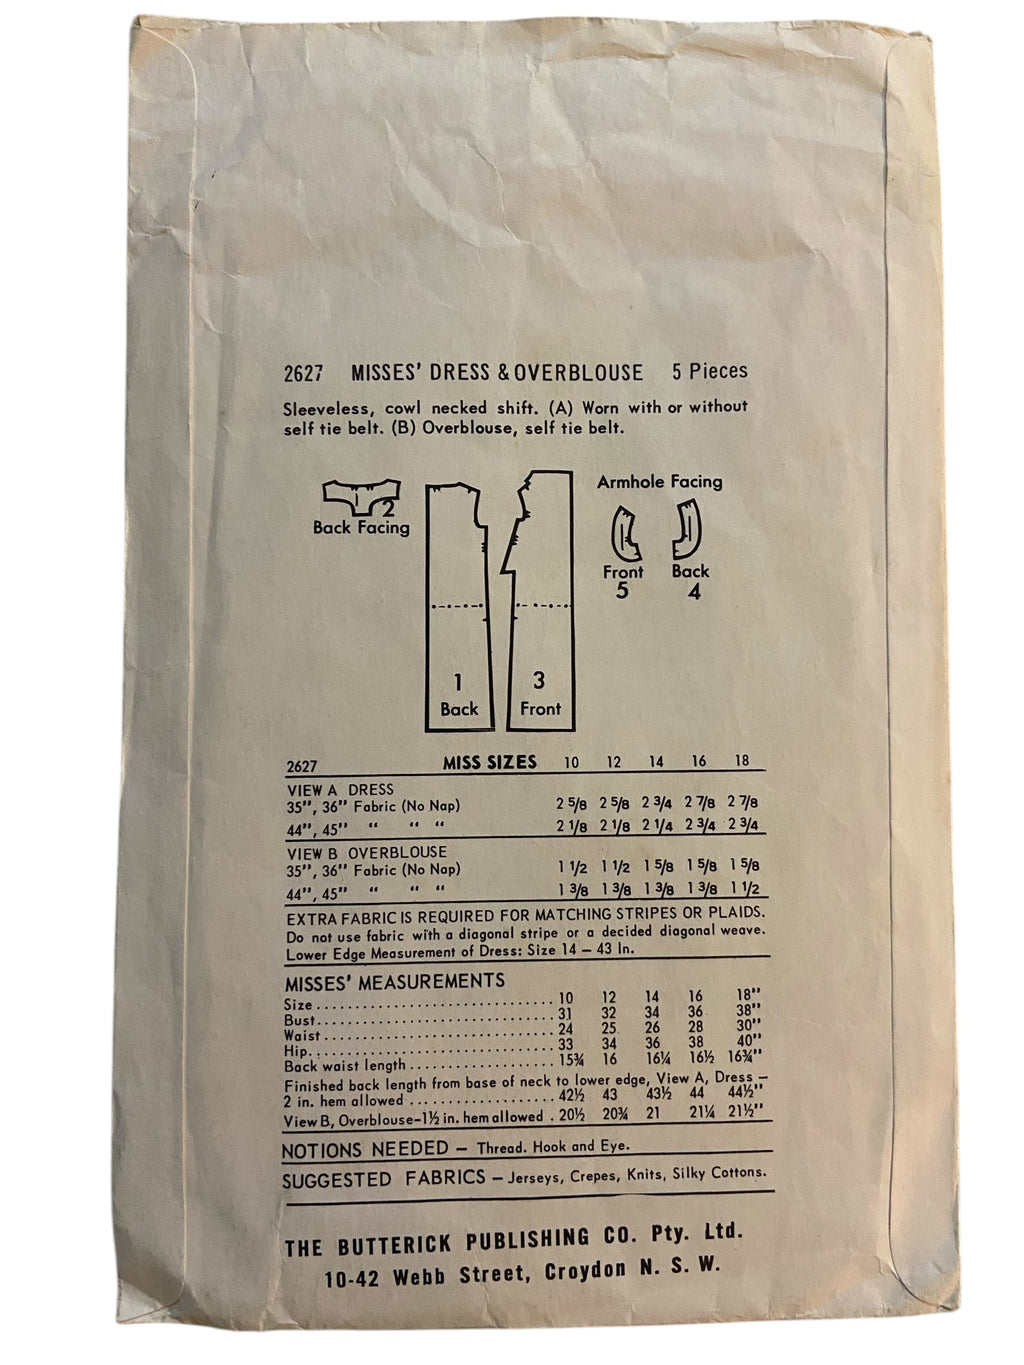 2627 MISSES' DRESS & OVERBLOUSE 5 Pieces
Sleeveless, cowl necked shift. (A) Worn with or without
self tie belt. (B) Overblouse, self tie belt.
2
Back Facing
1
Back
3
Front
Armhole Facing
Front Back
5 4
2627 MISS SIZES 10 12 14 16 18
VIEW A DRESS
35", 36" Fabric (No Nap) 2 5/8 2 5/8 2 3/4 2 7/8 2 7/8
44", 45" " " " 2 1/8 2 1/8 2 1/4 2 3/4 2 3/4
VIEW B OVERBLOUSE
35", 36" Fabric (No Nap) 1 1/2 1 1/2 1 5/8 1 5/8 1 5/8
44", 45" " " " 1 3/8 1 3/8 1 3/8 1 3/8 1 1/2
EXTRA FABRIC IS REQUIRED FOR MATCHING STRIPES OR PLAIDS.
Do not use fabric with a diagonal stripe or a decided diagonal weave.
Lower Edge Measurement of Dress: Size 14 – 43 In.
MISSES' MEASUREMENTS
Size 10 12 14 16 18"
Bust 31 32 34 36 38"
Waist 24 25 26 28 30"
Hip 33 34 36 38 40"
Back waist length 15¾ 16 16¼ 16½ 16¾"
Finished back length from base of neck to lower edge, View A, Dress –
2 in. hem allowed 42½ 43 43½ 44 44½"
View B, Overblouse–1½ in. hem allowed . 20½ 20¾ 21 21¼ 21½"
NOTIONS NEEDED – Thread. Hook and Eye.
SUGGESTED FABRICS – Jerseys, Crepes, Knits, Silky Cottons.
THE BUTTERICK PUBLISHING CO. Pty. Ltd.
10-42 Webb Street, Croydon N. S. W.